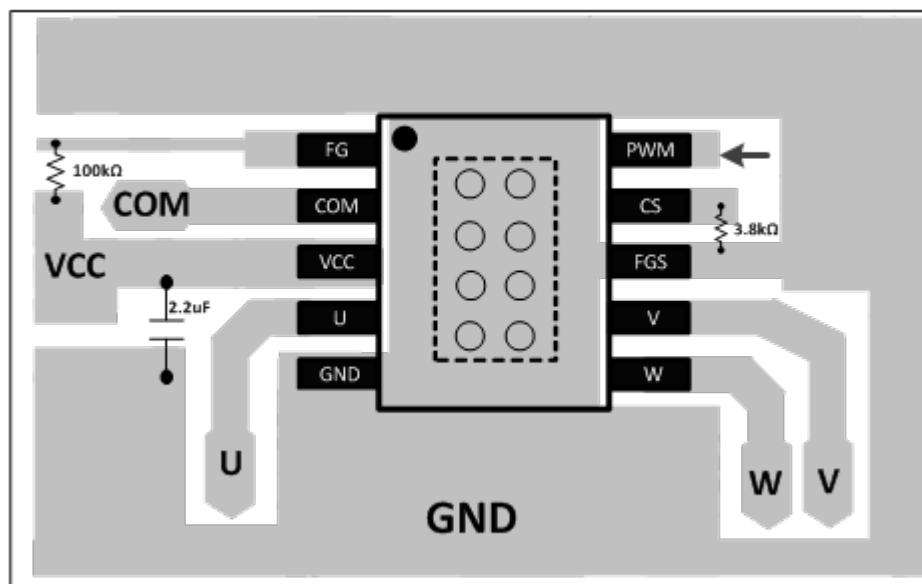 FG
PWM
100kΩ
COM
COM
CS
3.8kΩ
VCC
VCC
FGS
2.2uF
U
V
GND
W
U
W
V
GND